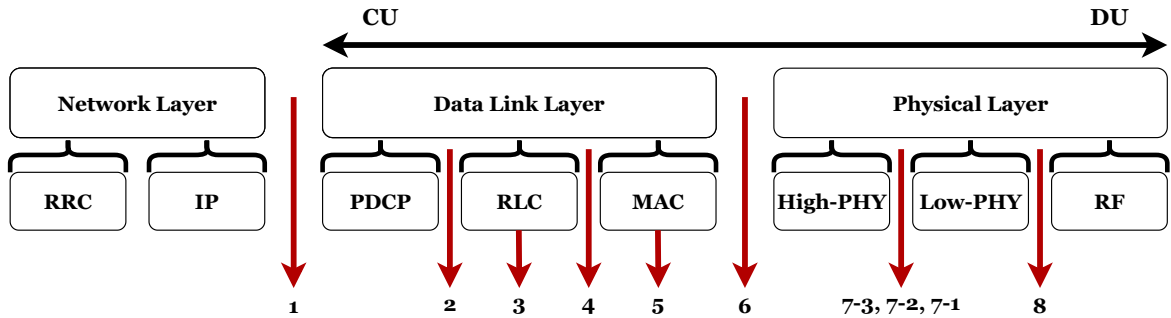 CU DU
Network Layer Data Link Layer Physical Layer
RRC IP PDCP RLC MAC High-PHY Low-PHY RF
1 2 3 4 5 6 7-3, 7-2, 7-1 8